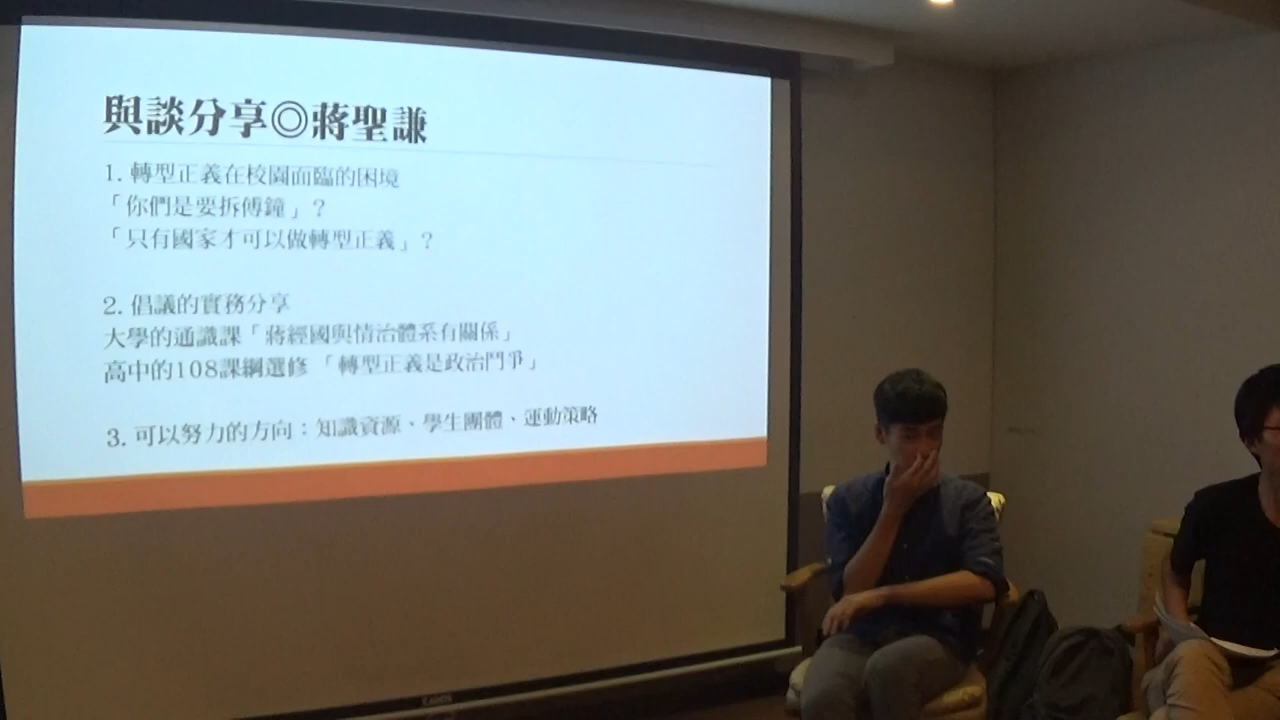 與談分享◎蔣聖謙
1. 轉型正義在校園面臨的困境
「你們是要拆傅鐘」？
「只有國家才可以做轉型正義」？
2. 倡議的實務分享
大學的通識課「蔣經國與情治體系有關係」
高中的108課綱選修 「轉型正義是政治鬥爭」
3. 可以努力的方向：知識資源、學生團體、運動策略